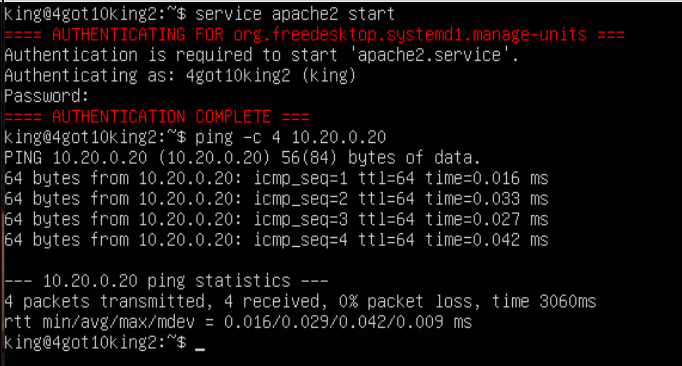 king@4got10king2:~$ service apache2 start
==== AUTHENTICATING FOR org.freedesktop.systemd1.manage-units ===
Authentication is required to start 'apache2.service'.
Authenticating as: 4got10king2 (king)
Password:
==== AUTHENTICATION COMPLETE ===
king@4got10king2:~$ ping -c 4 10.20.0.20
PING 10.20.0.20 (10.20.0.20) 56(84) bytes of data.
64 bytes from 10.20.0.20: icmp_seq=1 ttl=64 time=0.016 ms
64 bytes from 10.20.0.20: icmp_seq=2 ttl=64 time=0.033 ms
64 bytes from 10.20.0.20: icmp_seq=3 ttl=64 time=0.027 ms
64 bytes from 10.20.0.20: icmp_seq=4 ttl=64 time=0.042 ms
--- 10.20.0.20 ping statistics ---
4 packets transmitted, 4 received, 0% packet loss, time 3060ms
rtt min/avg/max/mdev = 0.016/0.029/0.042/0.009 ms
king@4got10king2:~$ _